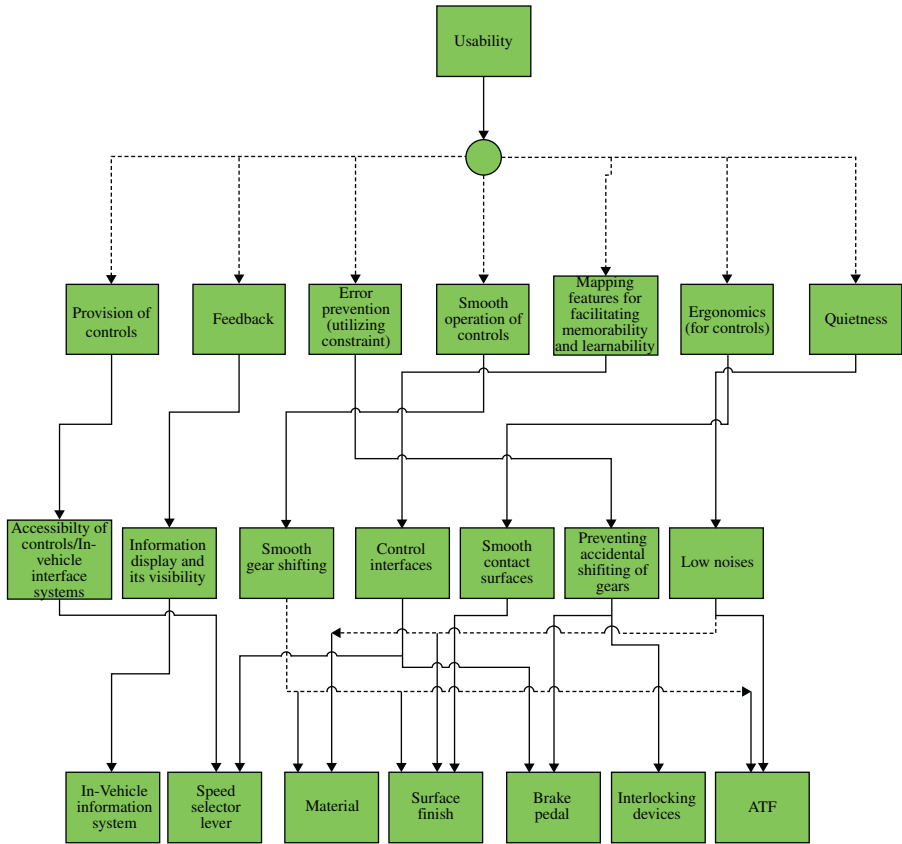 Usability
Provision of
controls
Feedback
Error
prevention
(utilizing
constraint)
Smooth
operation of
controls
Mapping
features for
facilitating
memorability
and learnability
Ergonomics
(for controls)
Quietness
Accessibilty of
controls/In-
vehicle
interface
systems
Information
display and
its visibility
Smooth
gear shifting
Control
interfaces
Smooth
contact
surfaces
Preventing
accidental
shifiting of
gears
Low noises
In-Vehicle
information
system
Speed
selector
lever
Material
Surface
finish
Brake
pedal
Interlocking
devices
ATF